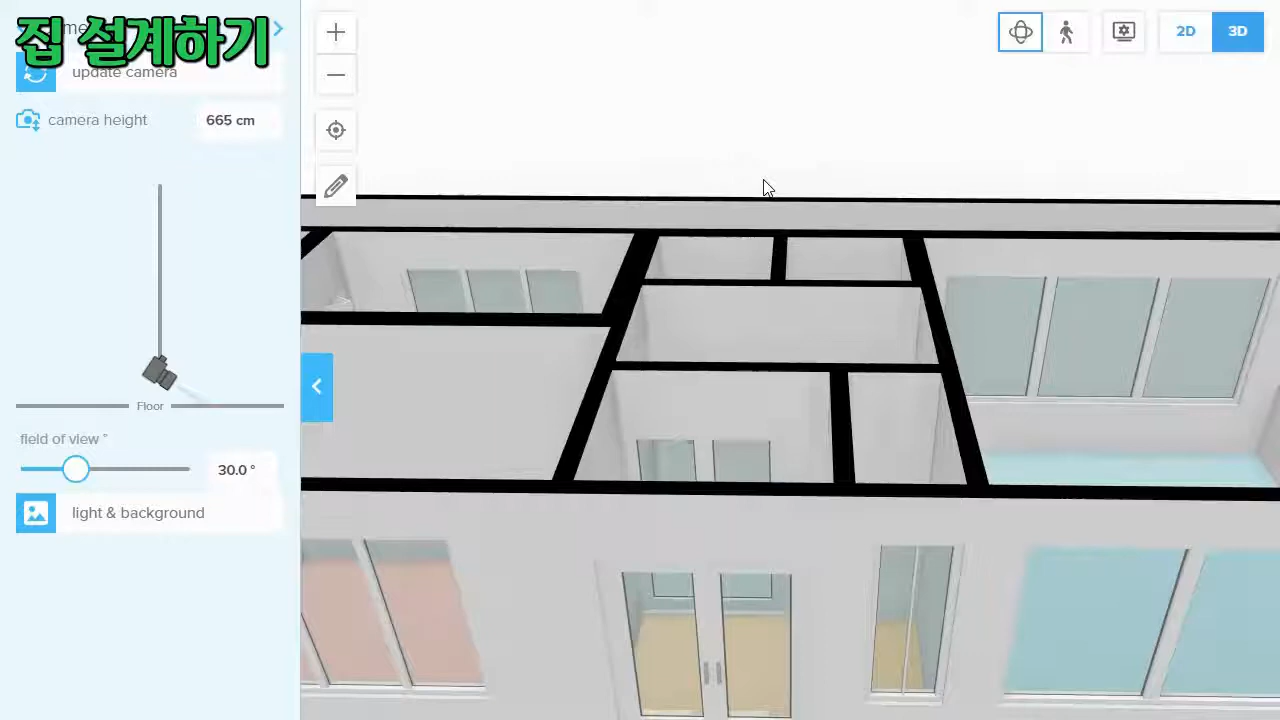 집 설계하기
update camera
camera height
665 cm
Floor
field of view °
30.0 °
light & background
2D
3D